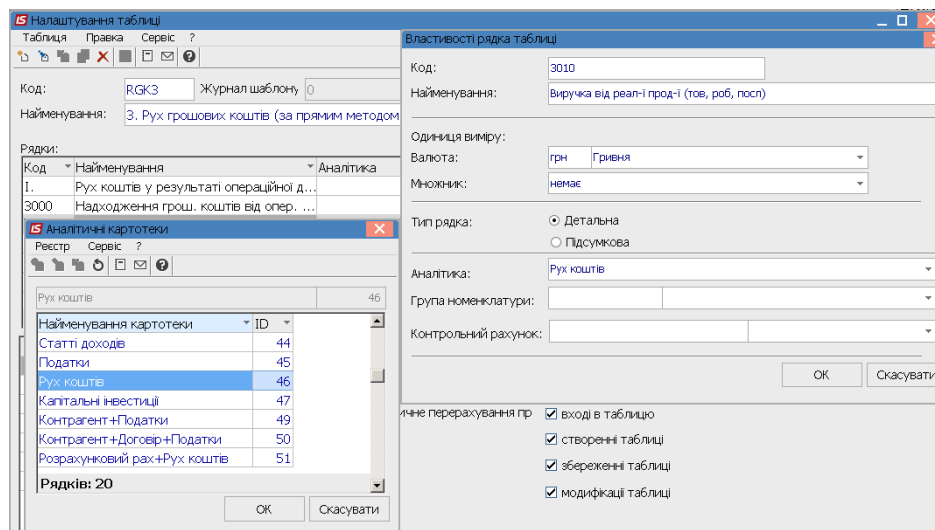 Налаштування таблиці
Таблиця Правка Сервіс ?
Код: RGK3 Журнал шаблону 0
Найменування: 3. Рух грошових коштів (за прямим методом
Рядки:
Код Найменування Аналітика
I. Рух коштів у результаті операційної д...
3000 Надходження грош. коштів від опер. ...
Аналітичні картотеки
Реєстр Сервіс ?
Рух коштів 46
Найменування картотеки ID
Статті доходів 44
Податки 45
Рух коштів 46
Капітальні інвестиції 47
Контрагент+Податки 49
Контрагент+Договір+Податки 50
Розрахунковий рах+Рух коштів 51
Рядків: 20
ОК Скасувати
Властивості рядка таблиці
Код: 3010
Найменування: Виручка від реал-ї прод-ї (тов, роб, посл)
Одиниця виміру:
Валюта: грн Гривня
Множник: немає
Тип рядка: Детальна
Підсумкова
Аналітика: Рух коштів
Група номенклатури:
Контрольний рахунок:
ОК Скасувати
ичне перерахування пр вході в таблицю
створенні таблиці
збереженні таблиці
модифікації таблиці